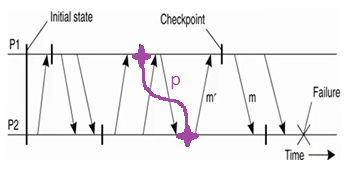 Initial state
Checkpoint
P1
p
m′
m
Failure
P2
Time